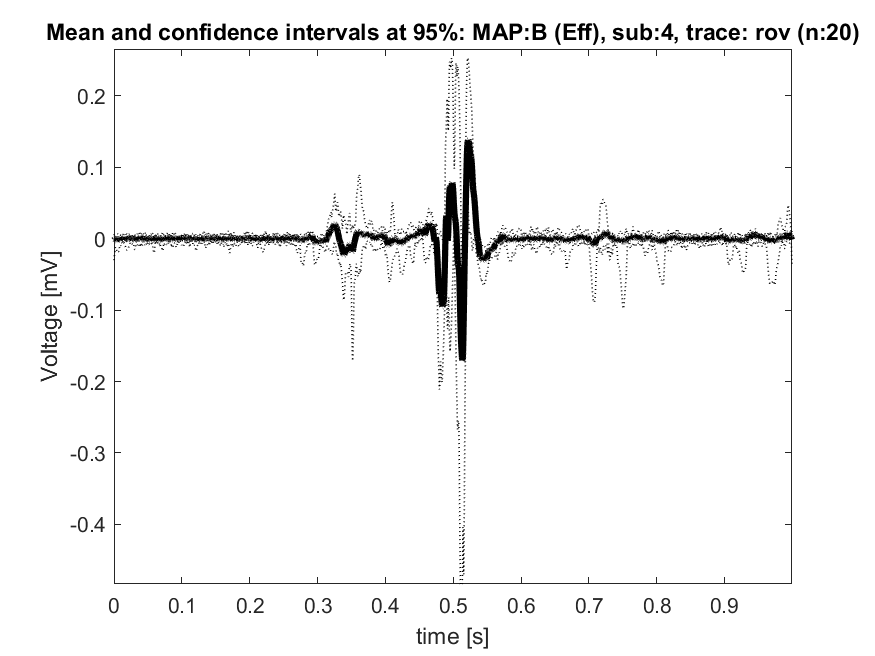 Mean and confidence intervals at 95%: MAP:B (Eff), sub:4, trace: rov (n:20)
0.2
0.1
0
-0.1
-0.2
-0.3
-0.4
Voltage [mV]
0 0.1 0.2 0.3 0.4 0.5 0.6 0.7 0.8 0.9
time [s]